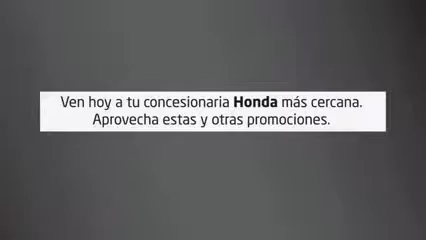 Ven hoy a tu concesionaria Honda más cercana.
Aprovecha estas y otras promociones.